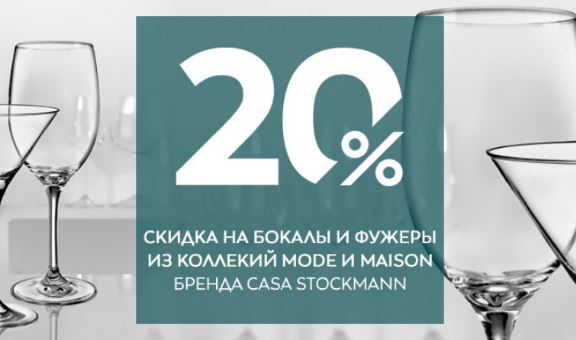 20%
СКИДКА НА БОКАЛЫ И ФУЖЕРЫ
ИЗ КОЛЛЕКИЙ MODE И MAISON
БРЕНДА CASA STOCKMANN